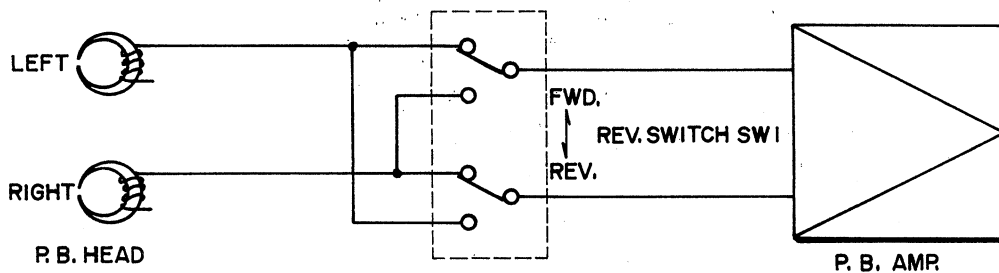 LEFT
FWD.
REV. SWITCH SW1
REV.
RIGHT
P. B. HEAD
P. B. AMP.